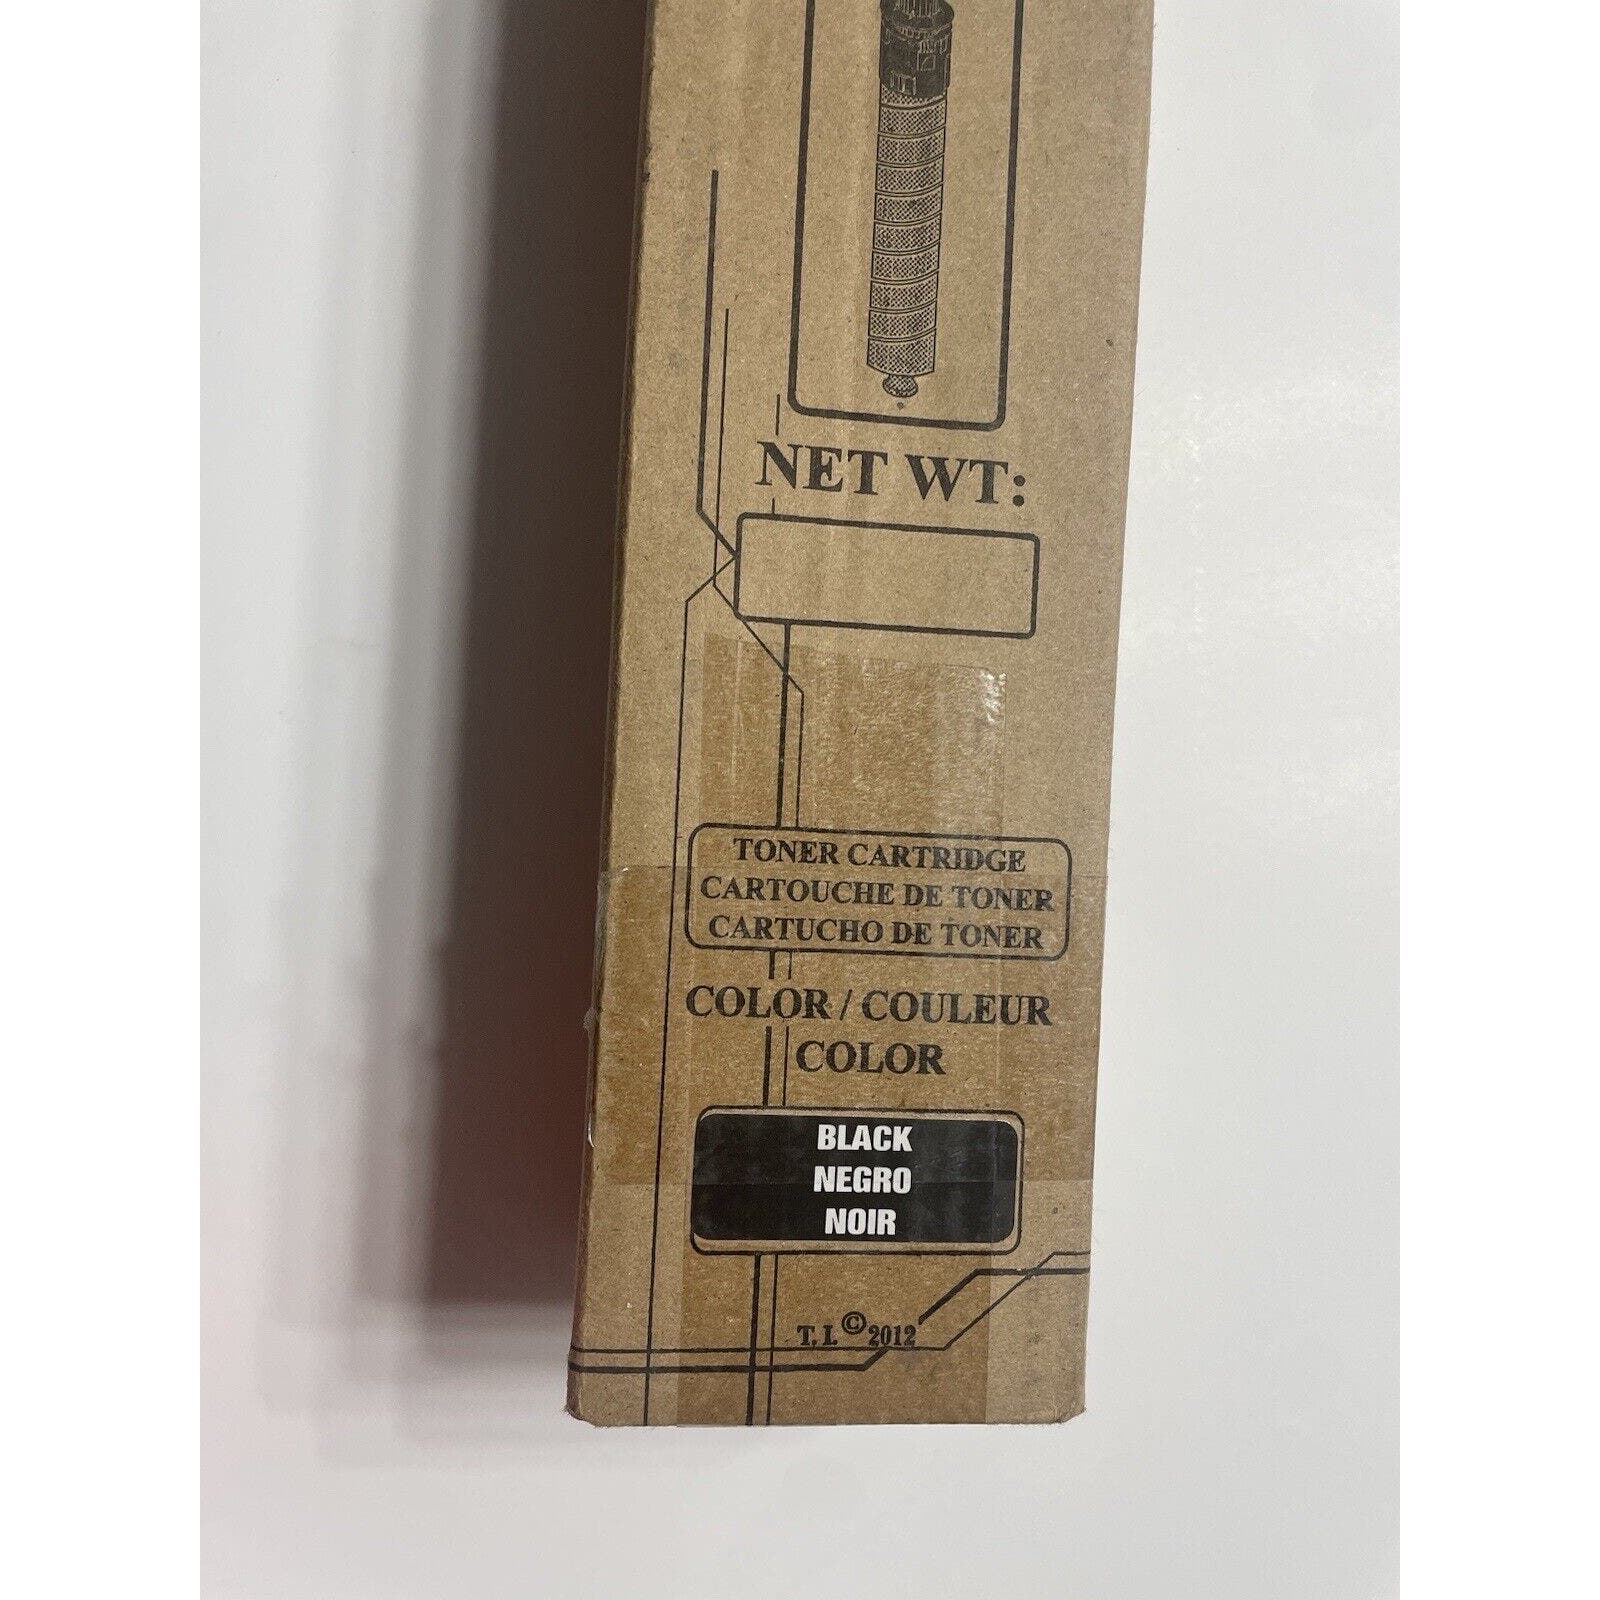 NET WT:
TONER CARTRIDGE
CARTOUCHE DE TONER
CARTUCHO DE TONER
COLOR / COULEUR
COLOR
BLACK
NEGRO
NOIR
T. I. © 2012